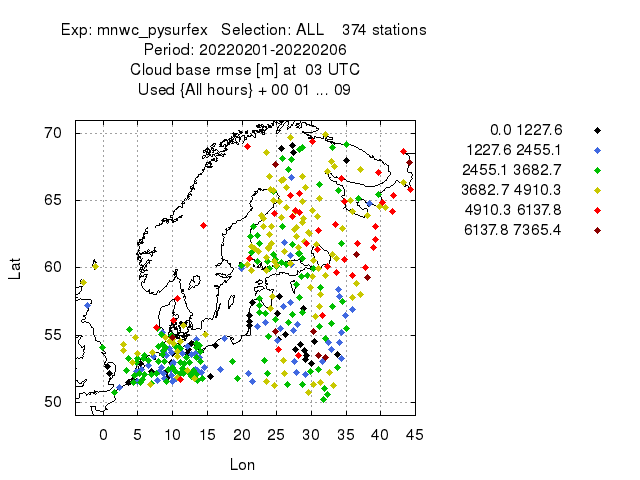 Exp: mnwc_pysurfex Selection: ALL 374 stations
Period: 20220201-20220206
Cloud base rmse [m] at 03 UTC
Used {All hours} + 00 01 ... 09
0.0 1227.6
1227.6 2455.1
2455.1 3682.7
3682.7 4910.3
4910.3 6137.8
6137.8 7365.4
70
65
60
55
50
Lat
0 5 10 15 20 25 30 35 40 45
Lon